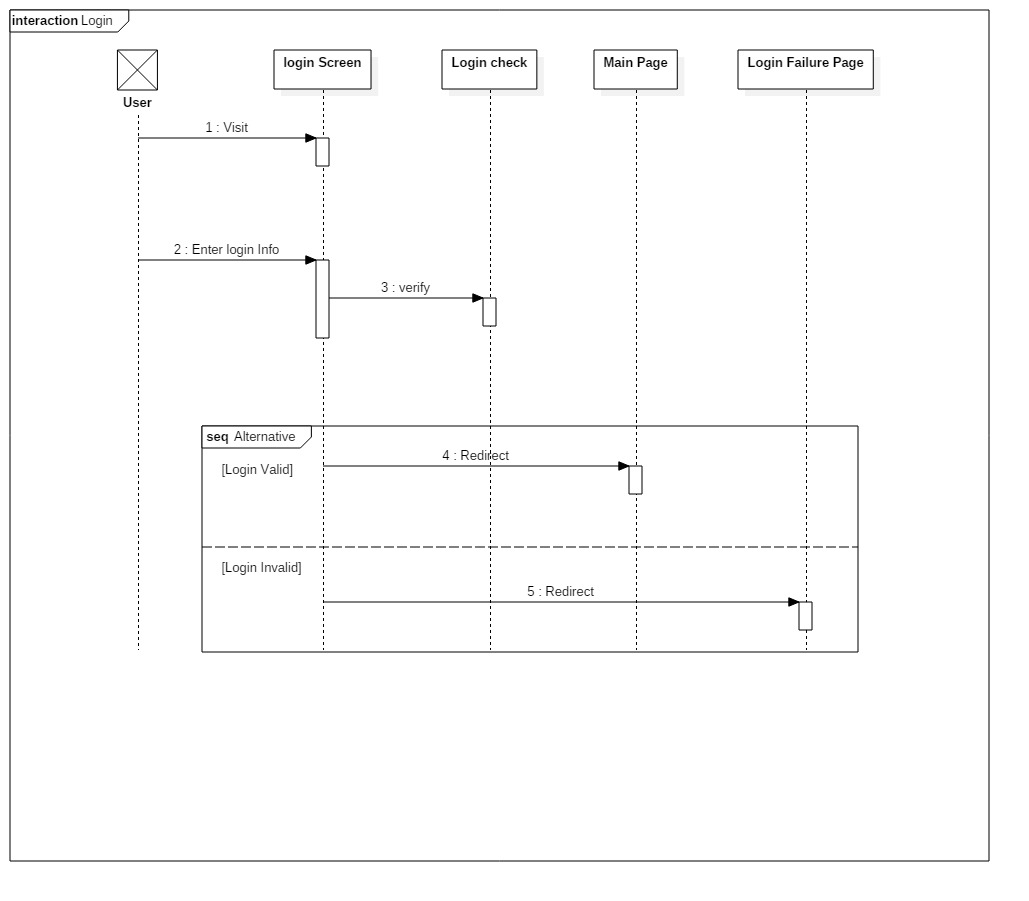 interaction Login
login Screen
Login check
Main Page
Login Failure Page
User
1 : Visit
2 : Enter login Info
3 : verify
seq Alternative
4 : Redirect
[Login Valid]
[Login Invalid]
5 : Redirect